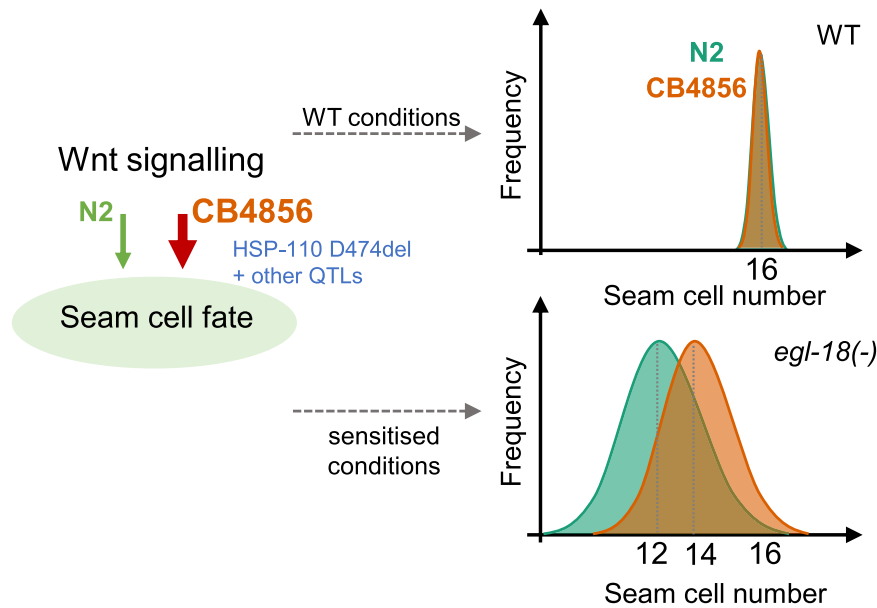 Wnt signalling
N2
CB4856
HSP-110 D474del
+ other QTLs
Seam cell fate
WT conditions
sensitised
conditions
WT
N2
CB4856
Frequency
16
Seam cell number
egl-18(-)
Frequency
12
14
16
Seam cell number